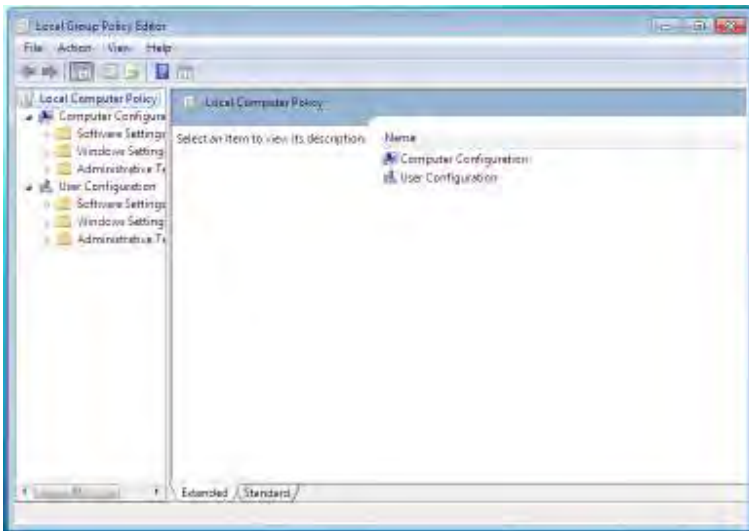 Local Group Policy Editor
File Action View Help
Local Computer Policy
Computer Configura
Software Settings
Windows Setting
Administrative Te
User Configuration
Software Settings
Windows Setting
Administrative Te
Local Computer Policy
Select an item to view its description.
Name
Computer Configuration
User Configuration
Extended Standard